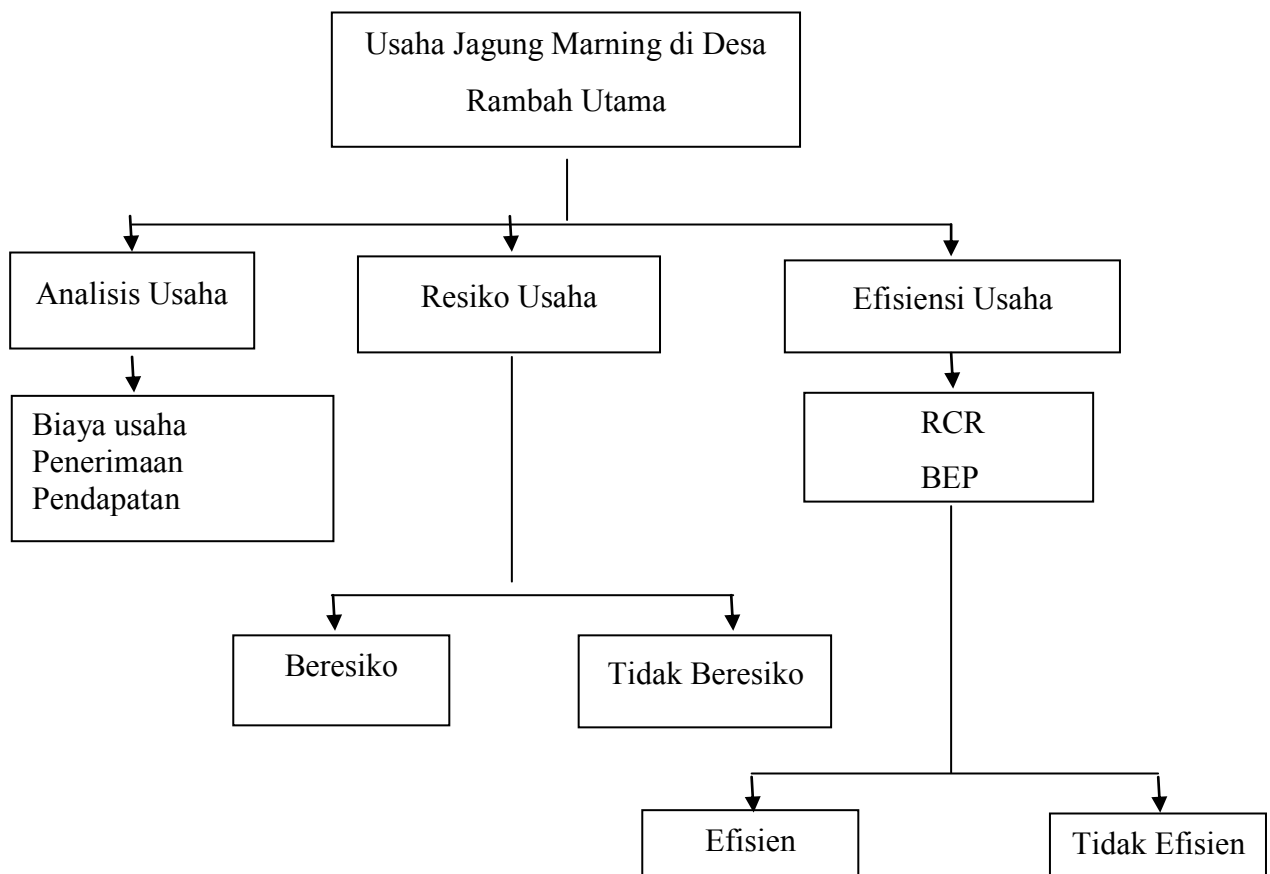 Usaha Jagung Marning di Desa
Rambah Utama
Analisis Usaha
Resiko Usaha
Efisiensi Usaha
Biaya usaha
Penerimaan
Pendapatan
RCR
BEP
Beresiko
Tidak Beresiko
Efisien
Tidak Efisien